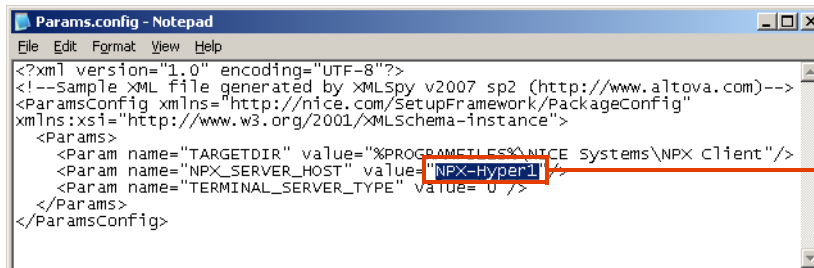 Params.config - Notepad
File Edit Format View Help
<?xml version="1.0" encoding="UTF-8"?>
<!--Sample XML file generated by XMLSpy v2007 sp2 (http://www.altova.com)-->
<ParamsConfig xmlns="http://nice.com/SetupFramework/PackageConfig"
xmlns:xsi="http://www.w3.org/2001/XMLSchema-instance">
<Params>
<Param name="TARGETDIR" value="%PROGRAMFILES%\NICE Systems\NPX Client"/>
<Param name="NPX_SERVER_HOST" value="NPX-Hyper1"/>
<Param name="TERMINAL_SERVER_TYPE" value="0"/>
</Params>
</ParamsConfig>